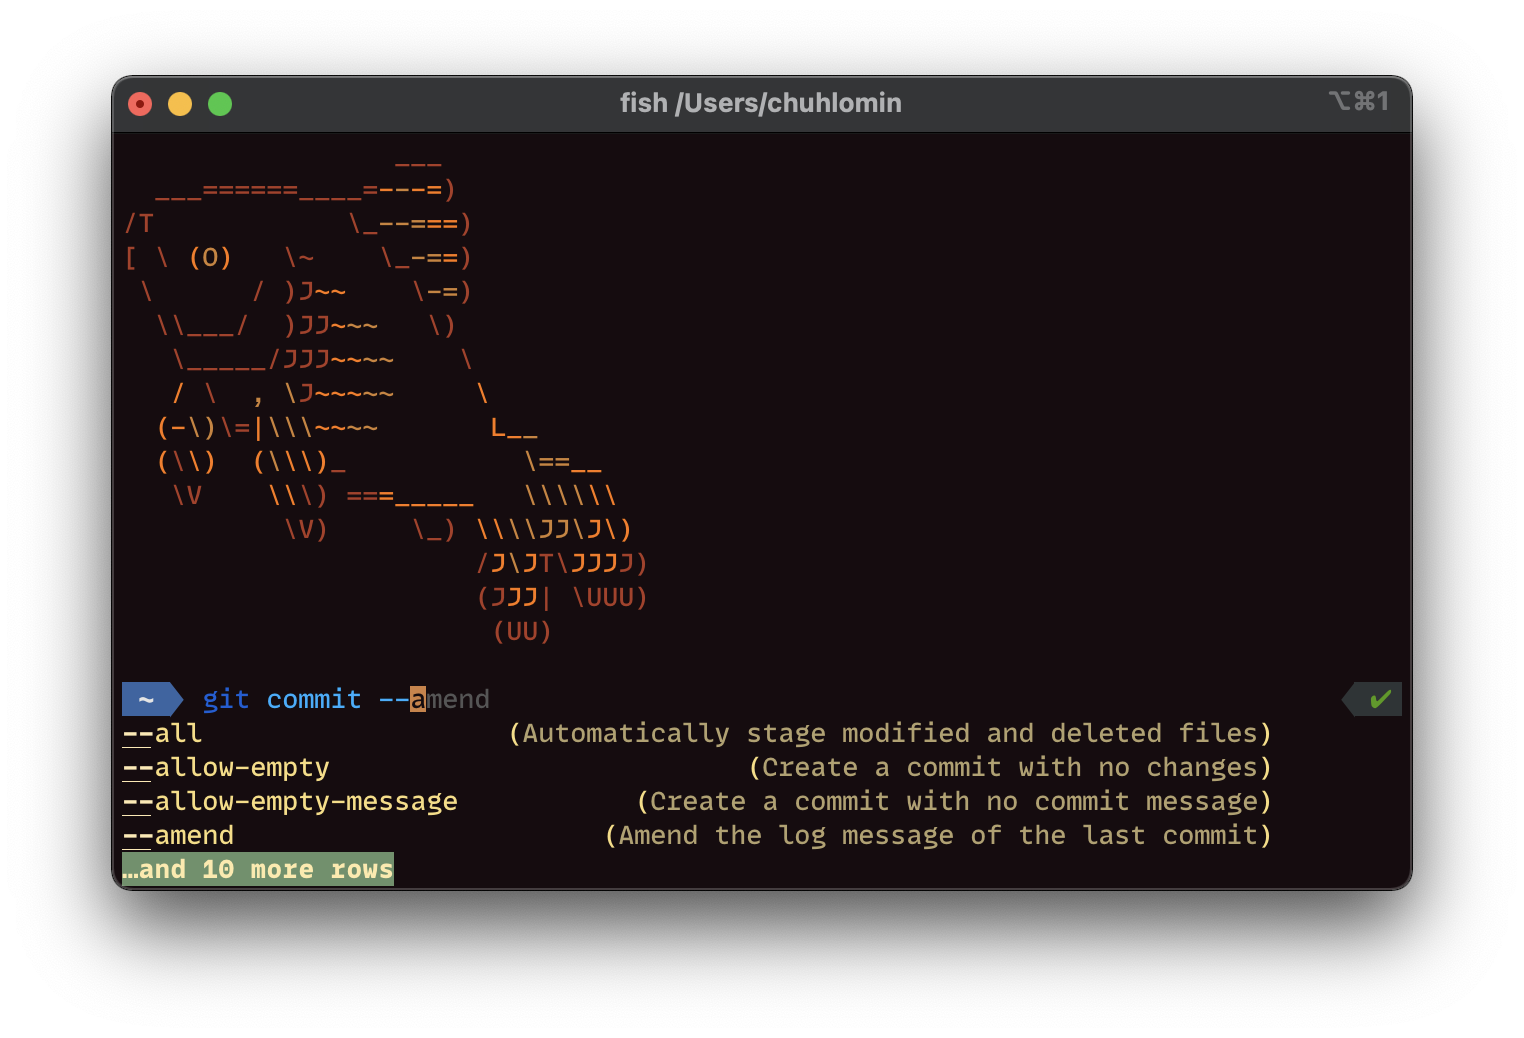 fish /Users/chuhlomin ⌥⌘1
                 ___
  ___======____=---=)
/T            \_--===)
[ \ (O)   \~    \_-==)
 \      / )J~~    \-=)
  \\___/  )JJ~~~   \)
   \_____/JJJ~~~~    \
   / \  , \J~~~~~     \
  (-\)\=|\\\~~~~       L__
  (\\)  (\\\)_           \==__
   \V    \\\) ===_____   \\\\\\
          \V)     \_) \\\\JJ\J\)
                      /J\JT\JJJJ)
                      (JJJ| \UUU)
                       (UU)
~ git commit --amend ✔
--all (Automatically stage modified and deleted files)
--allow-empty (Create a commit with no changes)
--allow-empty-message (Create a commit with no commit message)
--amend (Amend the log message of the last commit)
…and 10 more rows